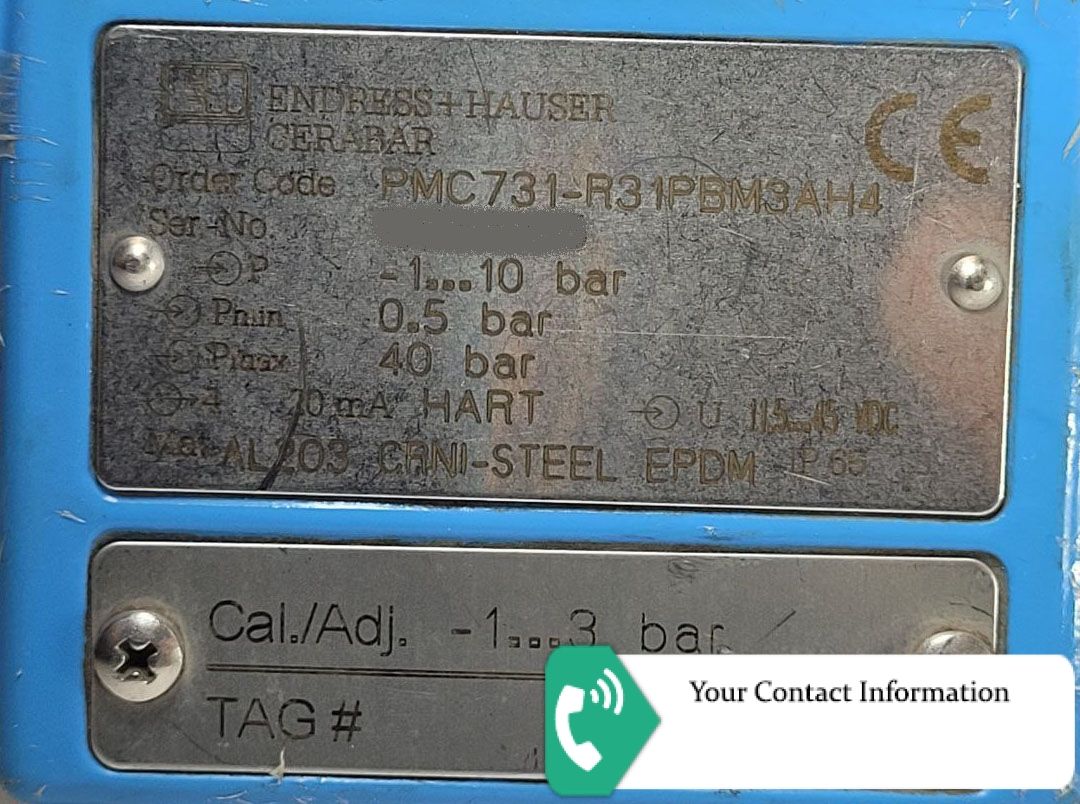 ENDRESS+HAUSER
CERABAR
CE
Order Code PMC731-R31PBM3AH4
Ser.-No.
P -1...10 bar
Pmin 0.5 bar
Pmax 40 bar
4...20 mA HART U 11.5...45 VDC
Mat. AL2O3 CRNI-STEEL EPDM IP 65
Cal./Adj. -1...3 bar
TAG #
Your Contact Information